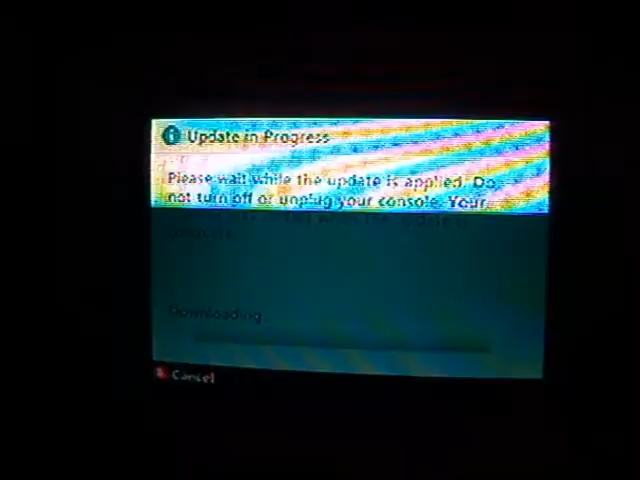 Update in Progress
Please wait while the update is applied. Do
not turn off or unplug your console. Your
Downloading...
Cancel